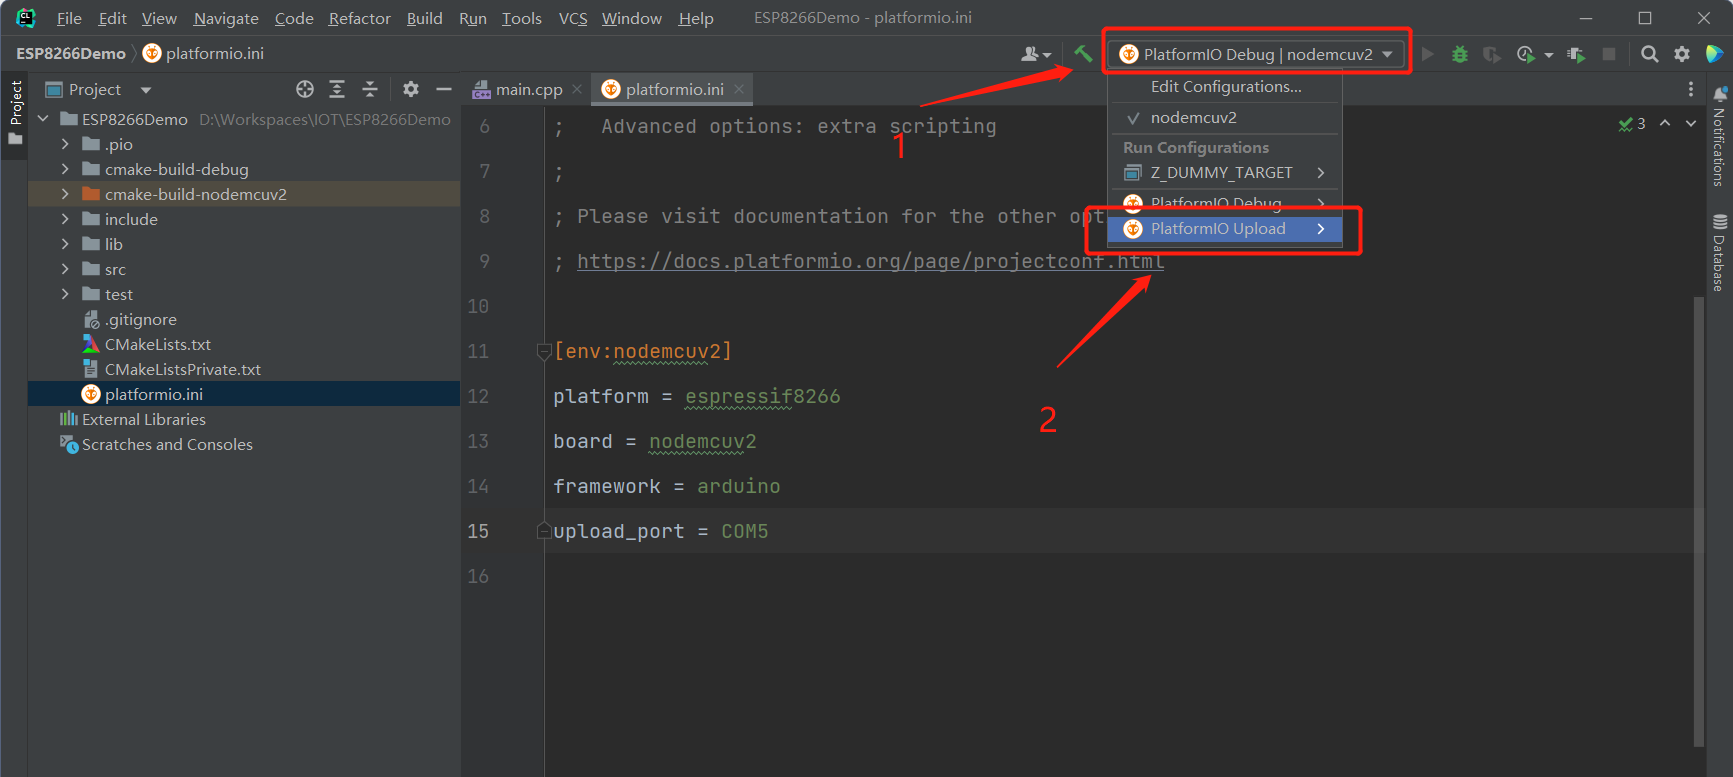 CL File Edit View Navigate Code Refactor Build Run Tools VCS Window Help ESP8266Demo - platformio.ini
ESP8266Demo platformio.ini PlatformIO Debug | nodemcuv2
Project
Project
main.cpp
platformio.ini
Edit Configurations...
nodemcuv2
Run Configurations
Z_DUMMY_TARGET
PlatformIO Debug
PlatformIO Upload
1
2
ESP8266Demo D:\Workspaces\IOT\ESP8266Demo
.pio
cmake-build-debug
cmake-build-nodemcuv2
include
lib
src
test
.gitignore
CMakeLists.txt
CMakeListsPrivate.txt
platformio.ini
External Libraries
Scratches and Consoles
6 ;   Advanced options: extra scripting
7 ;
8 ; Please visit documentation for the other opt
9 ; https://docs.platformio.org/page/projectconf.html
10
11 [env:nodemcuv2]
12 platform = espressif8266
13 board = nodemcuv2
14 framework = arduino
15 upload_port = COM5
16
3
Notifications
Database